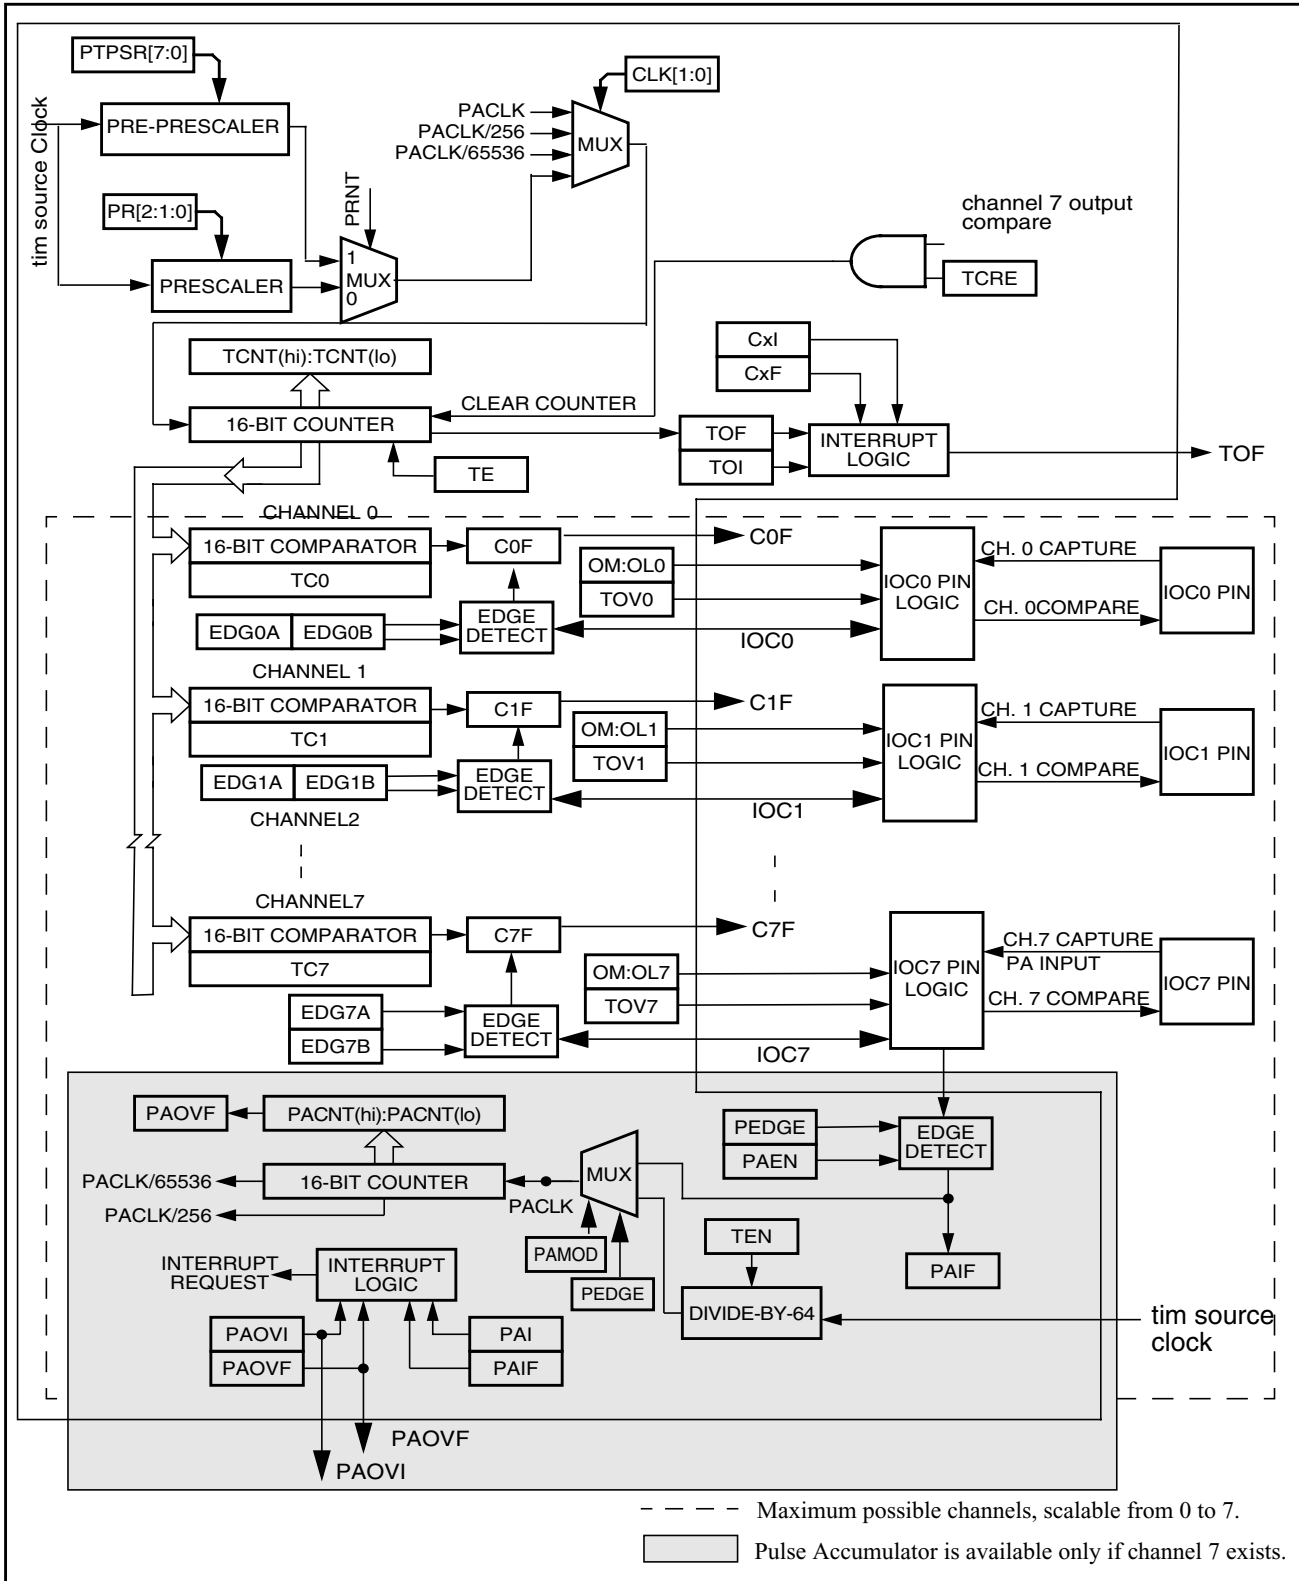 PTPSR[7:0]
CLK[1:0]
tim source Clock
PRE-PRESCALER
PACLK
PACLK/256
PACLK/65536
MUX
PR[2:1:0]
PRNT
channel 7 output
compare
PRESCALER
1
MUX
0
TCRE
CxI
CxF
TCNT(hi):TCNT(lo)
CLEAR COUNTER
16-BIT COUNTER
TOF
TOI
INTERRUPT
LOGIC
TOF
TE
CHANNEL 0
16-BIT COMPARATOR
TC0
C0F
C0F
OM:OL0
TOV0
IOC0 PIN
LOGIC
CH. 0 CAPTURE
CH. 0COMPARE
IOC0 PIN
EDG0A
EDG0B
EDGE
DETECT
IOC0
CHANNEL 1
16-BIT COMPARATOR
TC1
C1F
C1F
OM:OL1
TOV1
IOC1 PIN
LOGIC
CH. 1 CAPTURE
CH. 1 COMPARE
IOC1 PIN
EDG1A
EDG1B
EDGE
DETECT
IOC1
CHANNEL2
CHANNEL7
16-BIT COMPARATOR
TC7
C7F
C7F
OM:OL7
TOV7
IOC7 PIN
LOGIC
CH.7 CAPTURE
PA INPUT
CH. 7 COMPARE
IOC7 PIN
EDG7A
EDG7B
EDGE
DETECT
IOC7
PAOVF
PACNT(hi):PACNT(lo)
PEDGE
PAEN
EDGE
DETECT
PACLK/65536
16-BIT COUNTER
PACLK
MUX
PACLK/256
PAMOD
PEDGE
TEN
PAIF
INTERRUPT
REQUEST
INTERRUPT
LOGIC
DIVIDE-BY-64
tim source
clock
PAOVI
PAOVF
PAI
PAIF
PAOVF
PAOVI
Maximum possible channels, scalable from 0 to 7.
Pulse Accumulator is available only if channel 7 exists.